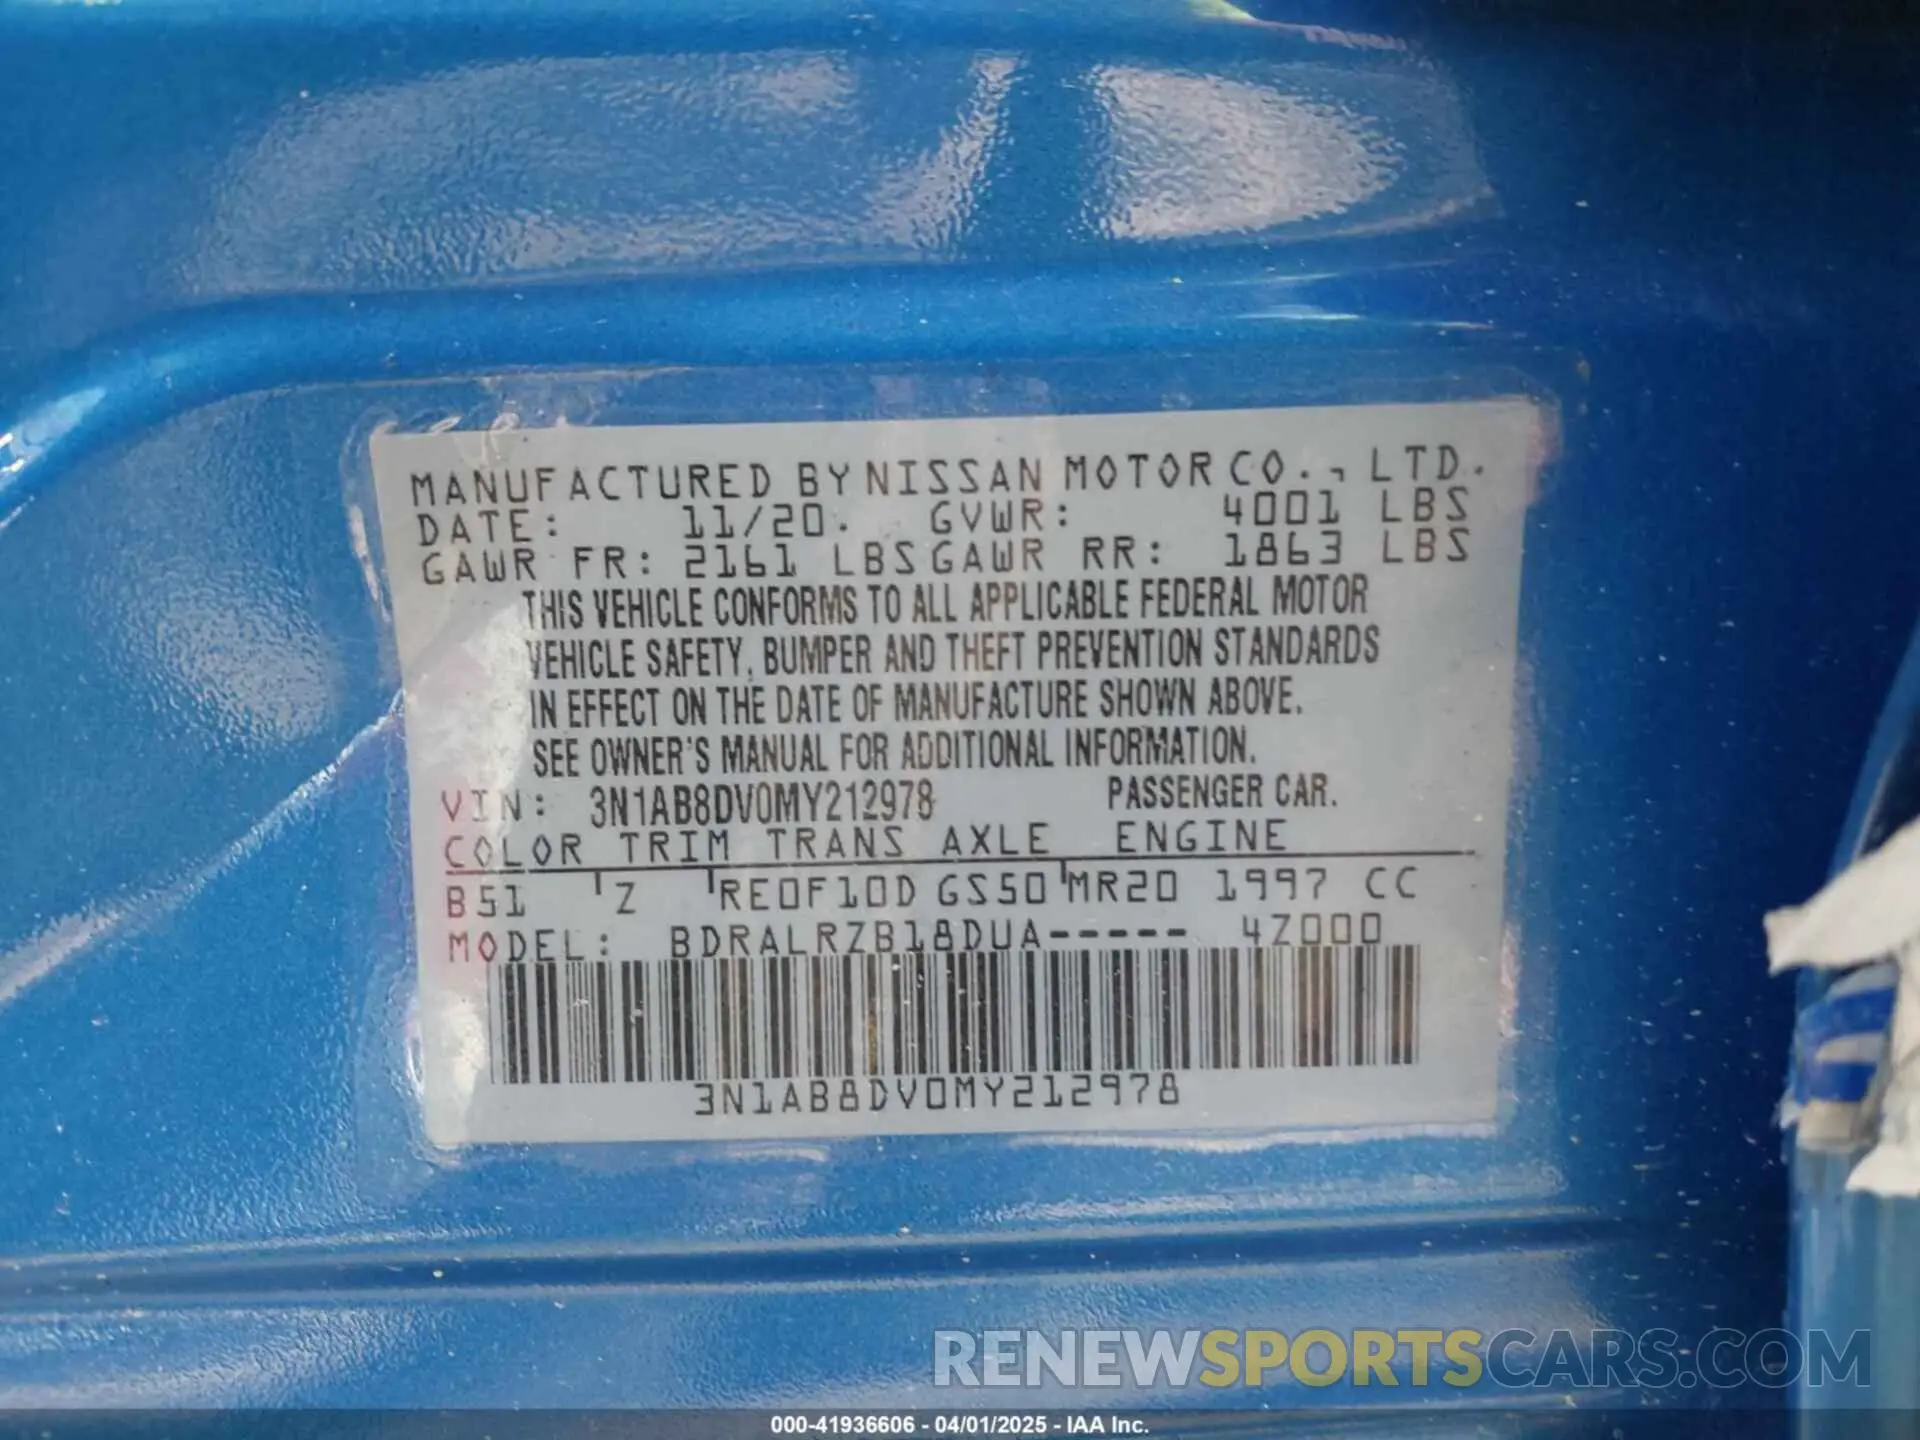 MANUFACTURED BY NISSAN MOTOR CO., LTD.
DATE: 11/20. GVWR: 4001 LBS
GAWR FR: 2161 LBS GAWR RR: 1863 LBS
THIS VEHICLE CONFORMS TO ALL APPLICABLE FEDERAL MOTOR
VEHICLE SAFETY, BUMPER AND THEFT PREVENTION STANDARDS
IN EFFECT ON THE DATE OF MANUFACTURE SHOWN ABOVE.
SEE OWNER'S MANUAL FOR ADDITIONAL INFORMATION.
VIN: 3N1AB8DV0MY212978 PASSENGER CAR.
COLOR TRIM TRANS AXLE ENGINE
B51 Z RE0F10D GS50 MR20 1997 CC
MODEL: BDRALRZB18DUA----- 4Z000
3N1AB8DV0MY212978
RENEWSPORTSCARS.COM
000-41936606 - 04/01/2025 - IAA Inc.